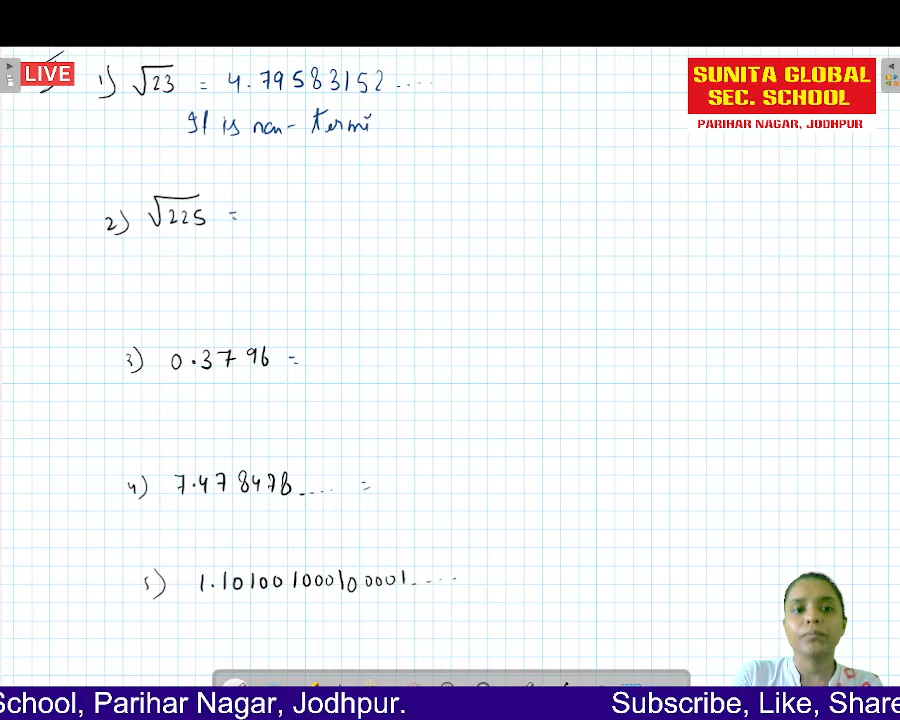 LIVE
1) √23 = 4.79583152....
It is non-termi
SUNITA GLOBAL
SEC. SCHOOL
PARIHAR NAGAR, JODHPUR
2) √225 =
3) 0.3796 =
4) 7.478478.... =
5) 1.101001000100001....
School, Parihar Nagar, Jodhpur. Subscribe, Like, Share